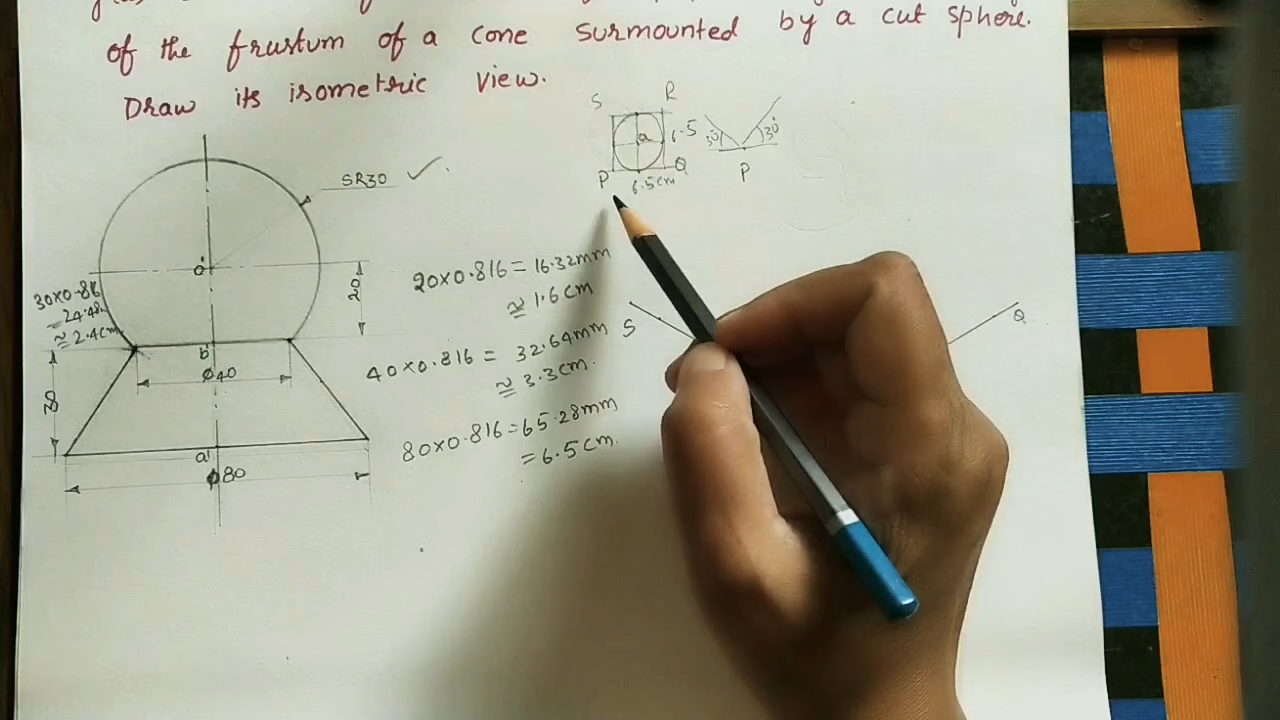 of the frustum of a cone surmounted by a cut sphere.
Draw its isometric view.
S R
a 6.5
P Q
6.5cm
30° 30°
P
SR30 ✓
o'
20
30×0.816
= 24.48
≈ 2.4cm
b'
φ40
a'
φ80
20×0.816 = 16.32mm
≈ 1.6cm
40×0.816 = 32.64mm
≈ 3.3cm.
80×0.816 = 65.28mm
= 6.5cm.
S Q